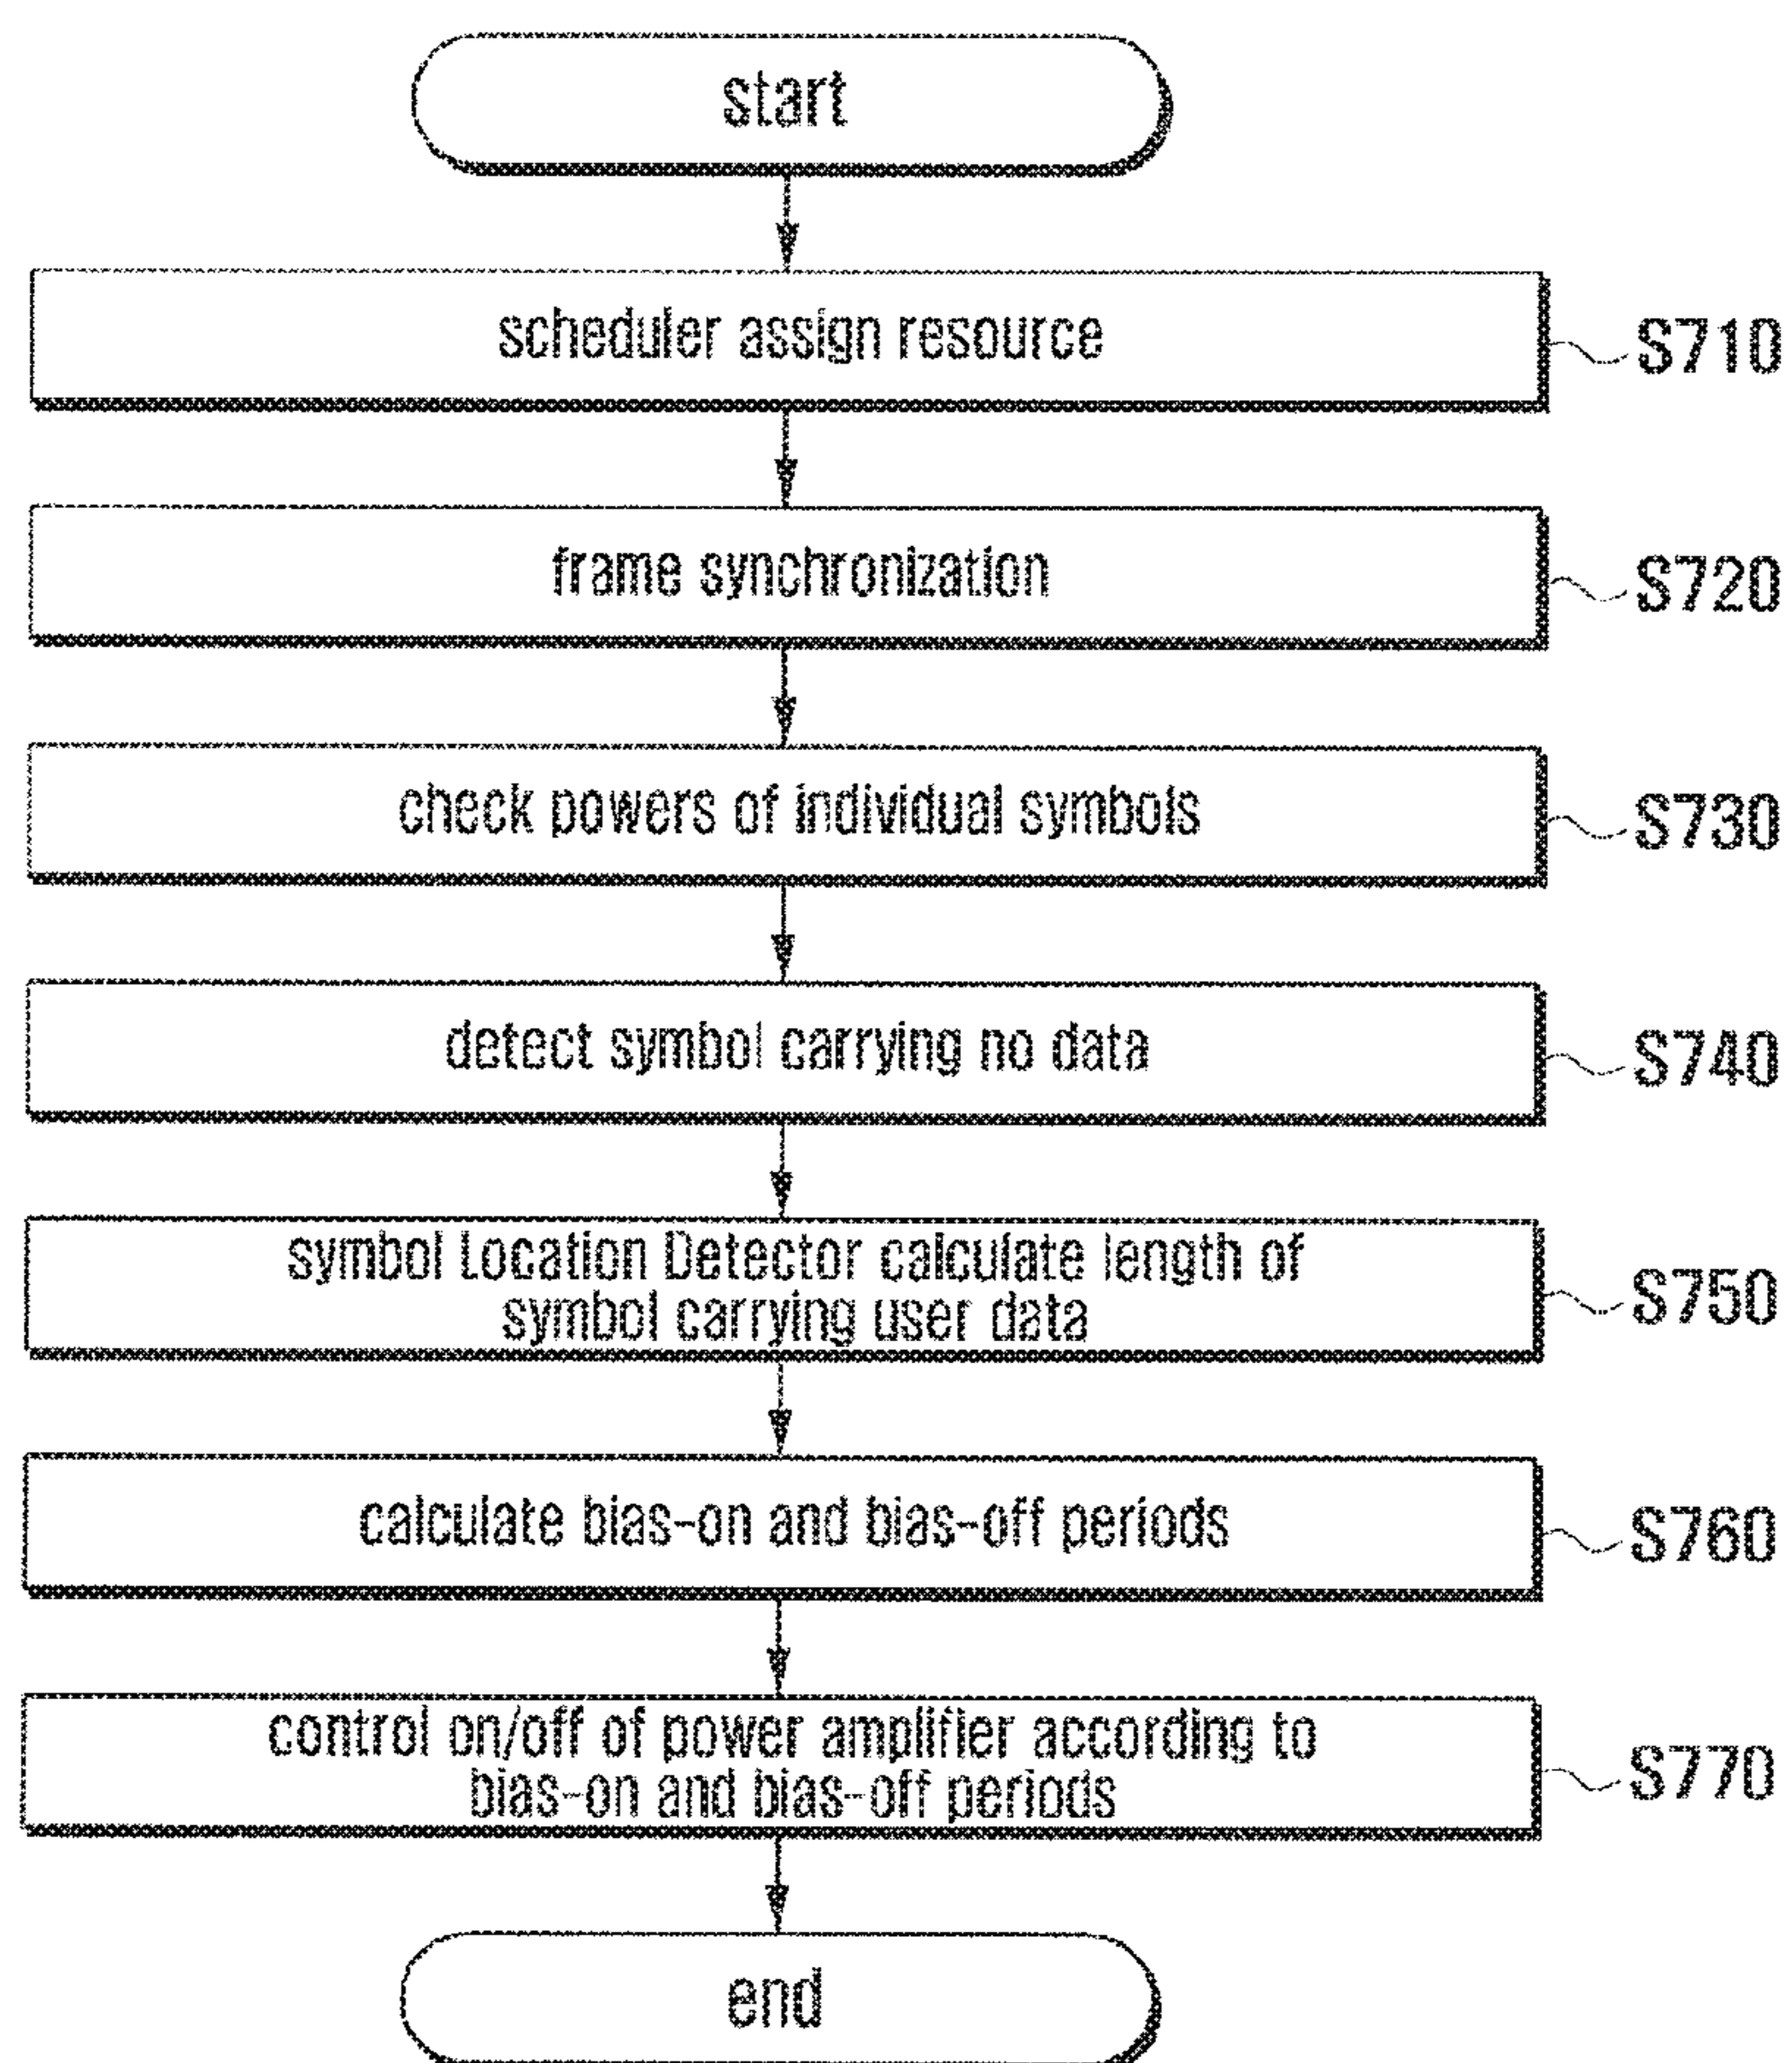 start
scheduler assign resource
S710
frame synchronization
S720
check powers of individual symbols
S730
detect symbol carrying no data
S740
symbol Location Detector calculate length of
symbol carrying user data
S750
calculate bias-on and bias-off periods
S760
control on/off of power amplifier according to
bias-on and bias-off periods
S770
end